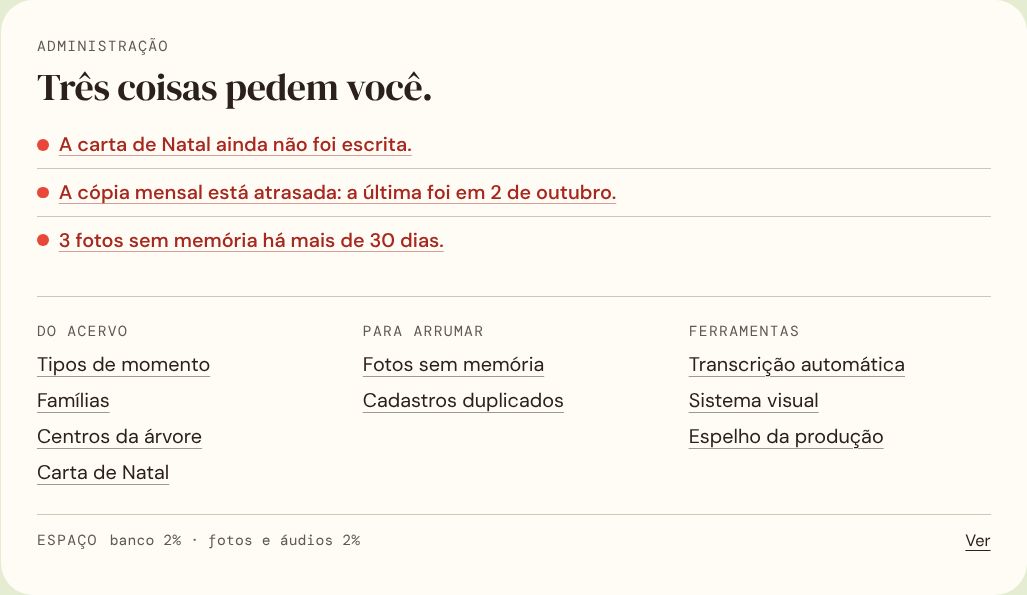 ADMINISTRAÇÃO
Três coisas pedem você.
A carta de Natal ainda não foi escrita.
A cópia mensal está atrasada: a última foi em 2 de outubro.
3 fotos sem memória há mais de 30 dias.
DO ACERVO
Tipos de momento
Famílias
Centros da árvore
Carta de Natal
PARA ARRUMAR
Fotos sem memória
Cadastros duplicados
FERRAMENTAS
Transcrição automática
Sistema visual
Espelho da produção
ESPAÇO banco 2% · fotos e áudios 2%
Ver